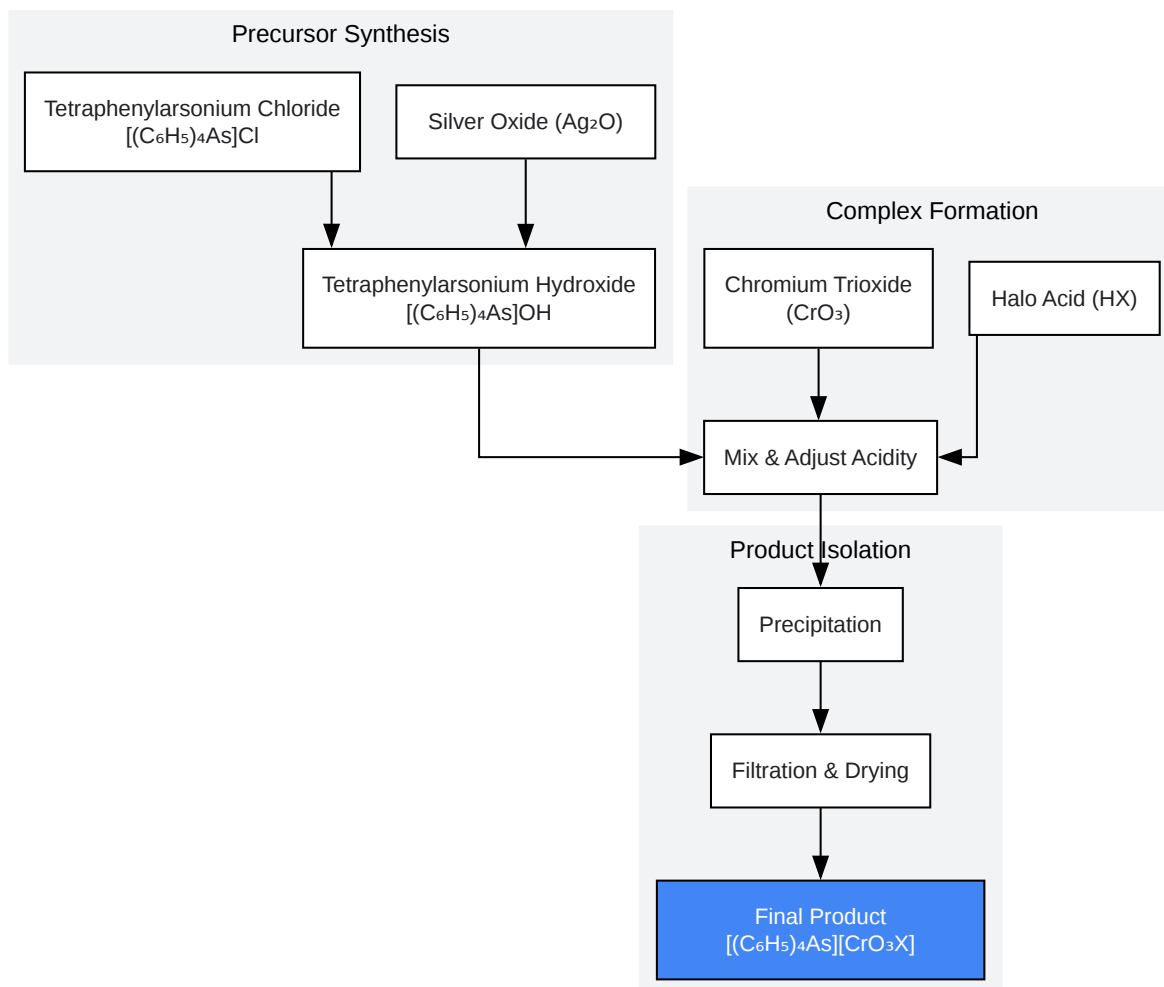 Precursor Synthesis
Tetraphenylarsonium Chloride
[(C₆H₅)₄As]Cl
Silver Oxide (Ag₂O)
Tetraphenylarsonium Hydroxide
[(C₆H₅)₄As]OH
Complex Formation
Chromium Trioxide
(CrO₃)
Halo Acid (HX)
Mix & Adjust Acidity
Product Isolation
Precipitation
Filtration & Drying
Final Product
[(C₆H₅)₄As][CrO₃X]